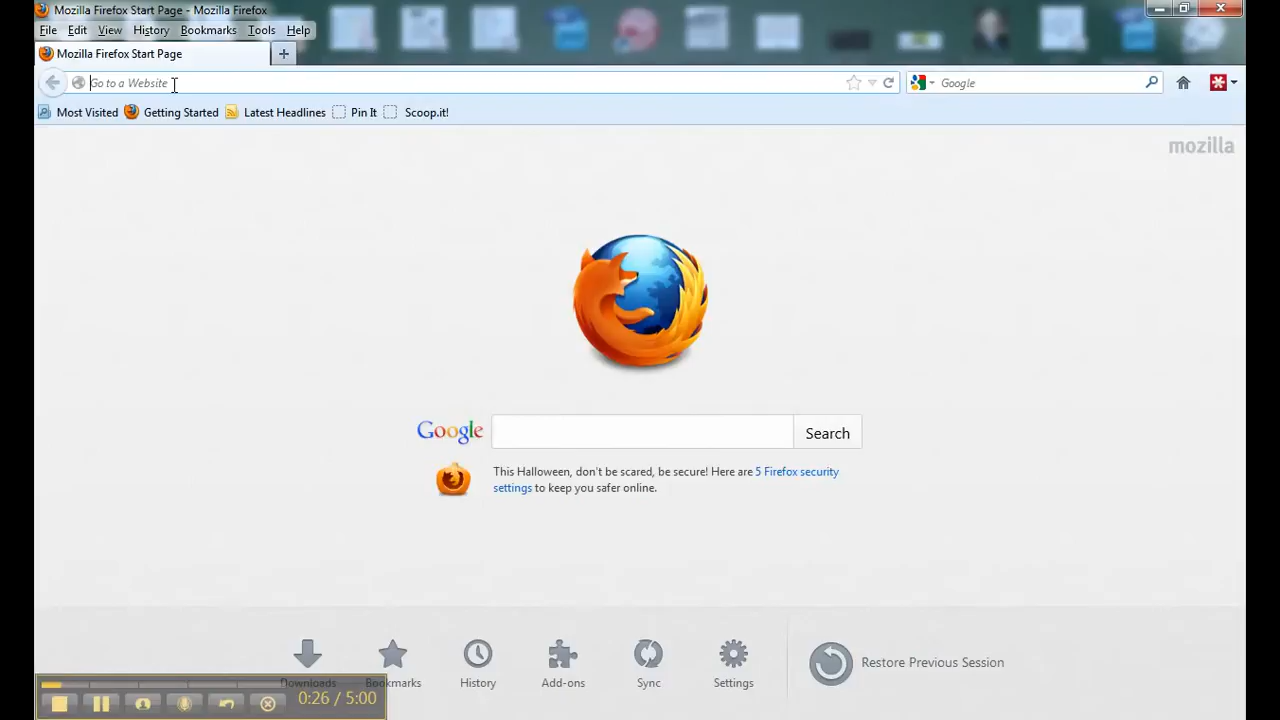 Mozilla Firefox Start Page - Mozilla Firefox
File Edit View History Bookmarks Tools Help
Mozilla Firefox Start Page
Go to a Website
Google
Most Visited Getting Started Latest Headlines Pin It Scoop.it!
mozilla
Google Search
This Halloween, don't be scared, be secure! Here are 5 Firefox security
settings to keep you safer online.
Restore Previous Session
Downloads Bookmarks History Add-ons Sync Settings
0:26 / 5:00